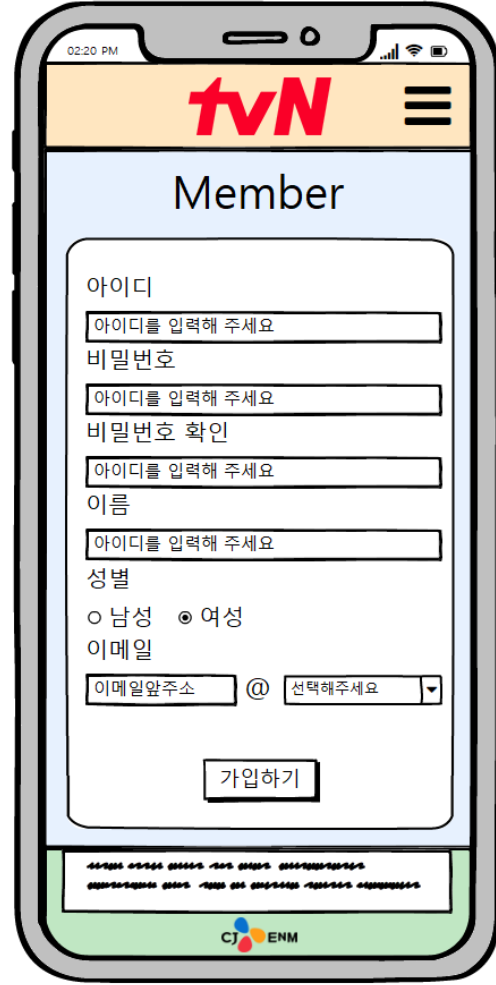 02:20 PM
tvN
Member
아이디
아이디를 입력해 주세요
비밀번호
아이디를 입력해 주세요
비밀번호 확인
아이디를 입력해 주세요
이름
아이디를 입력해 주세요
성별
남성 여성
이메일
이메일앞주소 @ 선택해주세요
가입하기
CJ ENM